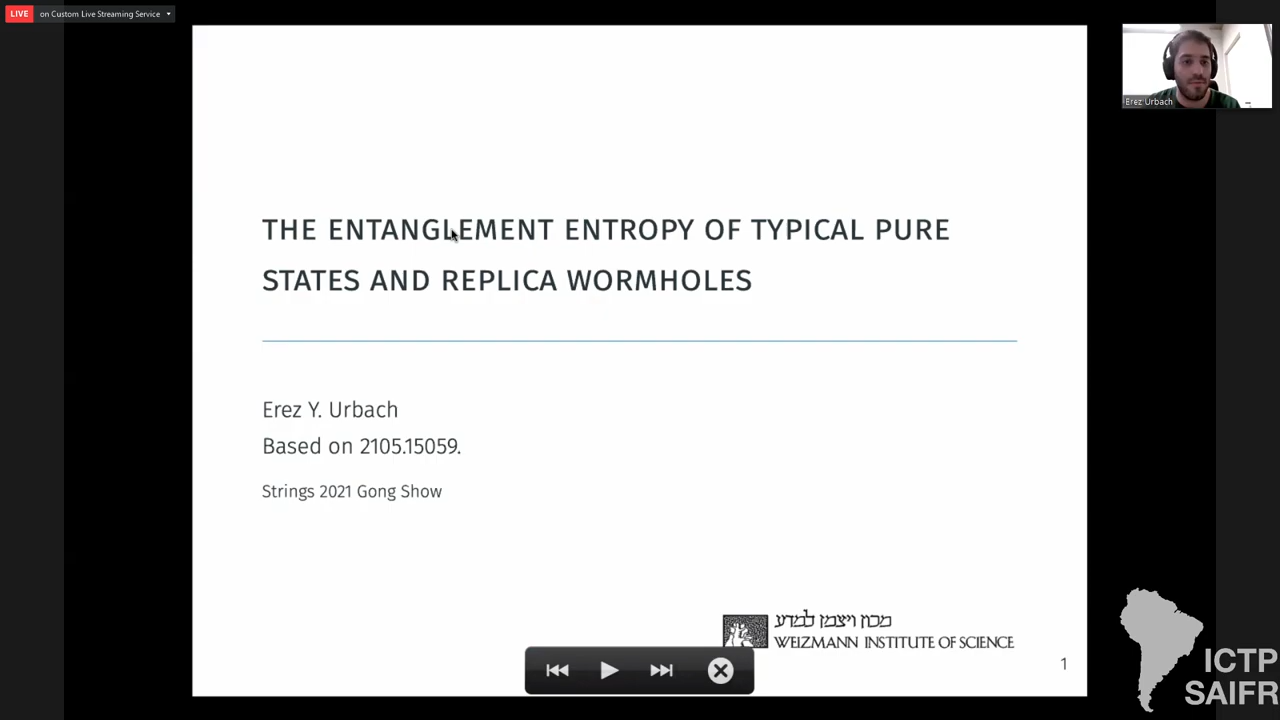 LIVE on Custom Live Streaming Service
Erez Urbach
THE ENTANGLEMENT ENTROPY OF TYPICAL PURE
STATES AND REPLICA WORMHOLES
Erez Y. Urbach
Based on 2105.15059.
Strings 2021 Gong Show
מכון ויצמן למדע
WEIZMANN INSTITUTE OF SCIENCE
1
ICTP
SAIFR